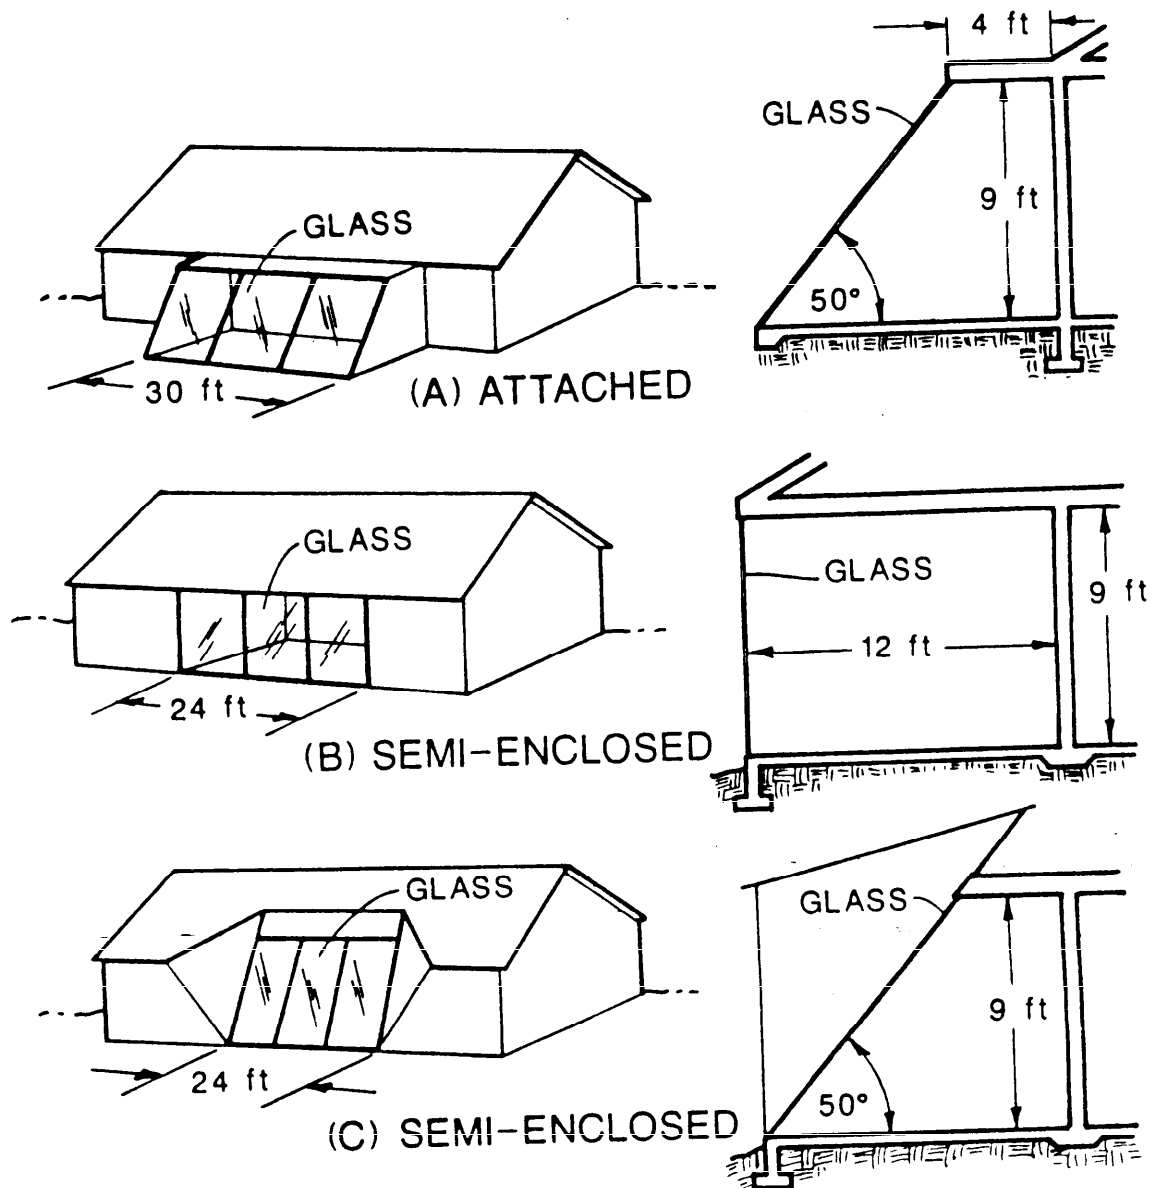 4 ft
GLASS
9 ft
50°
GLASS
30 ft
(A) ATTACHED
GLASS
GLASS
9 ft
12 ft
24 ft
(B) SEMI-ENCLOSED
GLASS
GLASS
9 ft
50°
24 ft
(C) SEMI-ENCLOSED